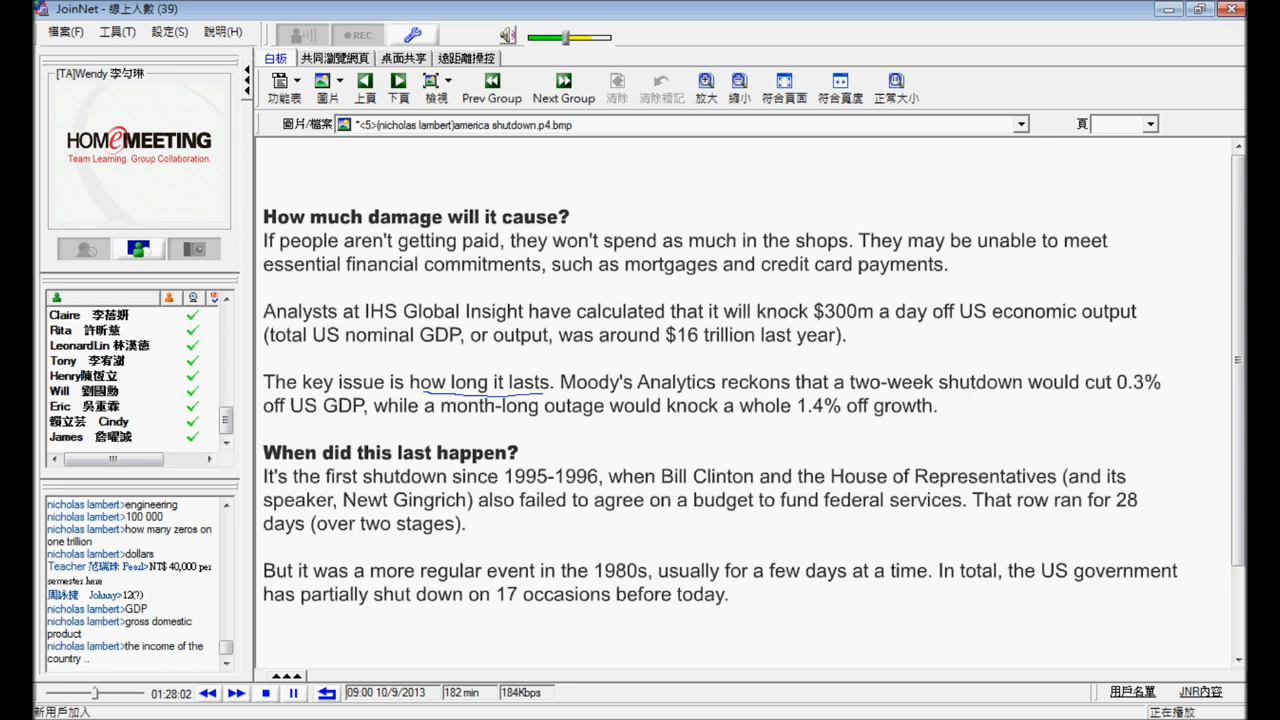 JoinNet - 線上人數 (39)
檔案(F) 工具(T) 設定(S) 說明(H)
REC
白板 共同瀏覽網頁 桌面共享 遠距離操控
[TA]Wendy 李勻琳
功能表 圖片 上頁 下頁 檢視 Prev Group Next Group 清除 清除標記 放大 縮小 符合頁面 符合寬度 正常大小
圖片/檔案 *<5>(nicholas lambert)america shutdown.p4.bmp 頁
HOMEMEETING
Team Learning. Group Collaboration.
Claire 李蓓妍
Rita 許昕慈
LeonardLin 林漢德
Tony 李宥澍
Henry陳恆立
Will 劉國勳
Eric 吳重霖
賴立芸 Cindy
James 詹曜誠
nicholas lambert>engineering
nicholas lambert>100 000
nicholas lambert>how many zeros on
one trillion
nicholas lambert>dollars
Teacher 范瑞珠 Pearl>NT$ 40,000 per
semester here
周詠捷 Johnny>12(?)
nicholas lambert>GDP
nicholas lambert>gross domestic
product
nicholas lambert>the income of the
country ..
How much damage will it cause?
If people aren't getting paid, they won't spend as much in the shops. They may be unable to meet
essential financial commitments, such as mortgages and credit card payments.
Analysts at IHS Global Insight have calculated that it will knock $300m a day off US economic output
(total US nominal GDP, or output, was around $16 trillion last year).
The key issue is how long it lasts. Moody's Analytics reckons that a two-week shutdown would cut 0.3%
off US GDP, while a month-long outage would knock a whole 1.4% off growth.
When did this last happen?
It's the first shutdown since 1995-1996, when Bill Clinton and the House of Representatives (and its
speaker, Newt Gingrich) also failed to agree on a budget to fund federal services. That row ran for 28
days (over two stages).
But it was a more regular event in the 1980s, usually for a few days at a time. In total, the US government
has partially shut down on 17 occasions before today.
01:28:02 09:00 10/9/2013 182 min 184Kbps 用戶名單 JNR內容
新用戶加入 正在播放